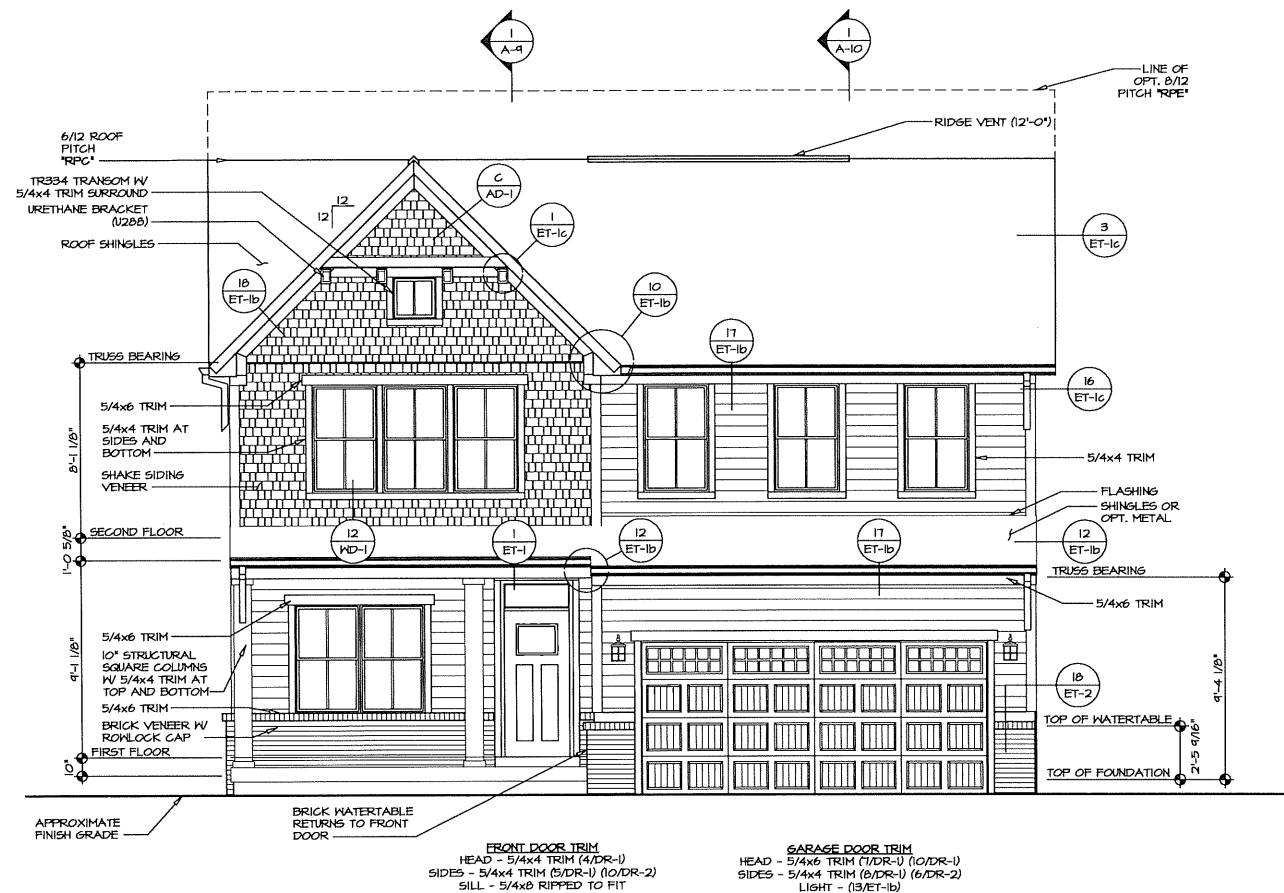 1
A-9
1
A-10
LINE OF
OPT. 8/12
PITCH "RPE"
RIDGE VENT (12'-0")
6/12 ROOF
PITCH
"RPC"
TR334 TRANSOM W/
5/4x4 TRIM SURROUND
URETHANE BRACKET
(U288)
ROOF SHINGLES
12
12
C
AD-1
1
ET-1c
3
ET-1c
18
ET-1b
10
ET-1b
17
ET-1b
16
ET-1c
TRUSS BEARING
5/4x6 TRIM
5/4x4 TRIM AT
SIDES AND
BOTTOM
SHAKE SIDING
VENEER
8'-1 1/8"
5/4x4 TRIM
FLASHING
SHINGLES OR
OPT. METAL
SECOND FLOOR
1'-0 5/8"
12
WD-1
1
ET-1
12
ET-1b
17
ET-1b
12
ET-1b
TRUSS BEARING
5/4x6 TRIM
5/4x6 TRIM
10" STRUCTURAL
SQUARE COLUMNS
W/ 5/4x4 TRIM AT
TOP AND BOTTOM
5/4x6 TRIM
BRICK VENEER W/
ROWLOCK CAP
9'-1 1/8"
FIRST FLOOR
10"
18
ET-2
9'-4 1/8"
TOP OF WATERTABLE
2'-5 9/16"
TOP OF FOUNDATION
APPROXIMATE
FINISH GRADE
BRICK WATERTABLE
RETURNS TO FRONT
DOOR
FRONT DOOR TRIM
HEAD - 5/4x4 TRIM (4/DR-1)
SIDES - 5/4x4 TRIM (5/DR-1) (10/DR-2)
SILL - 5/4x8 RIPPED TO FIT
GARAGE DOOR TRIM
HEAD - 5/4x6 TRIM (7/DR-1) (10/DR-1)
SIDES - 5/4x4 TRIM (8/DR-1) (6/DR-2)
LIGHT - (13/ET-1b)